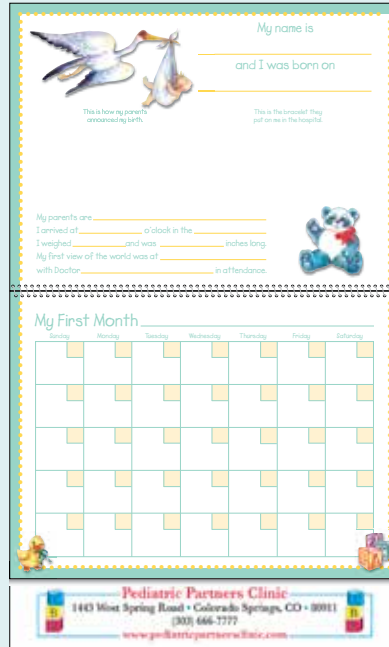 My name is
and I was born on
This is how my parents
announced my birth.
This is the bracelet they
put on me in the hospital.
My parents are
I arrived at o'clock in the
I weighed and was inches long.
My first view of the world was at
with Doctor in attendance.
My First Month
Sunday Monday Tuesday Wednesday Thursday Friday Saturday
Pediatric Partners Clinic
1443 West Spring Road • Colorado Springs, CO • 80911
(303) 666-7777
www.pediatricpartnersclinic.com